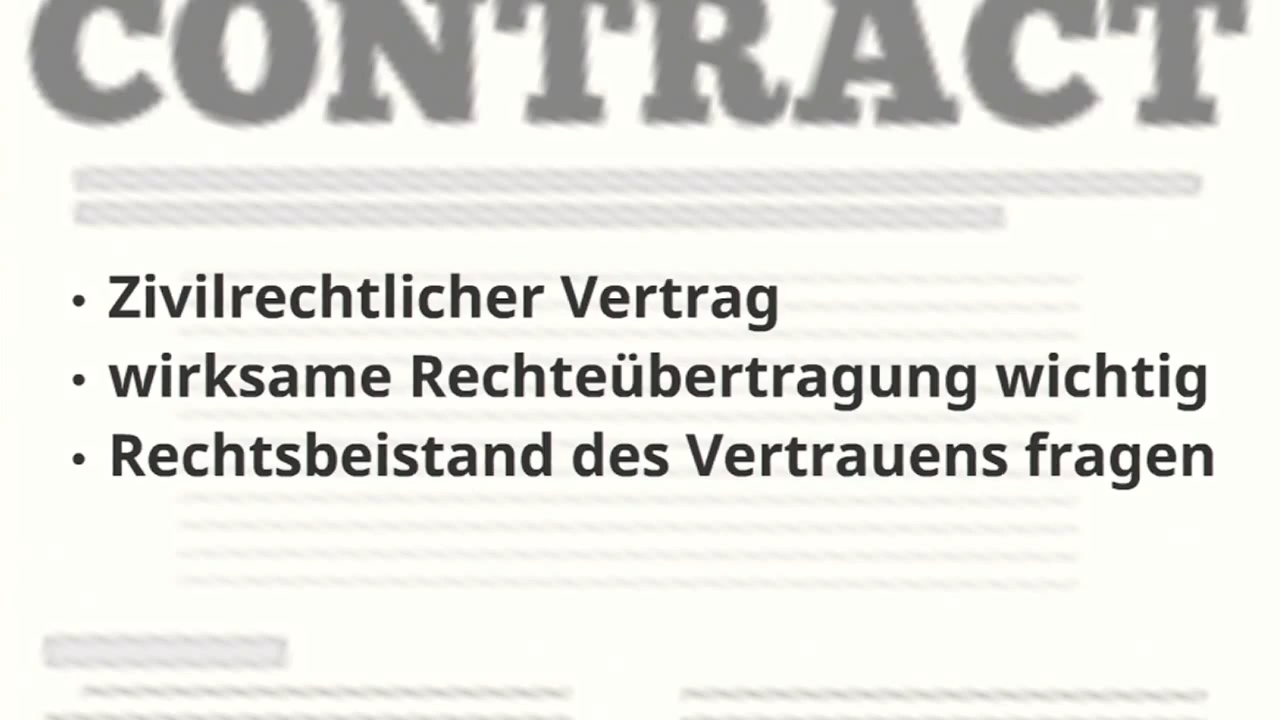 CONTRACT
• Zivilrechtlicher Vertrag
• wirksame Rechteübertragung wichtig
• Rechtsbeistand des Vertrauens fragen